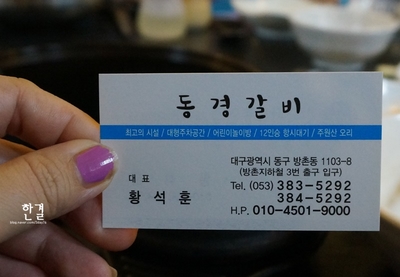 동경갈비
최고의 시설 / 대형주차공간 / 어린이놀이방 / 12인승 항시대기 / 주원산 오리
대구광역시 동구 방촌동 1103-8
(방촌지하철 3번 출구 입구)
대 표
황 석 훈
Tel. (053) 383-5292
384-5292
H.P. 010-4501-9000
한결